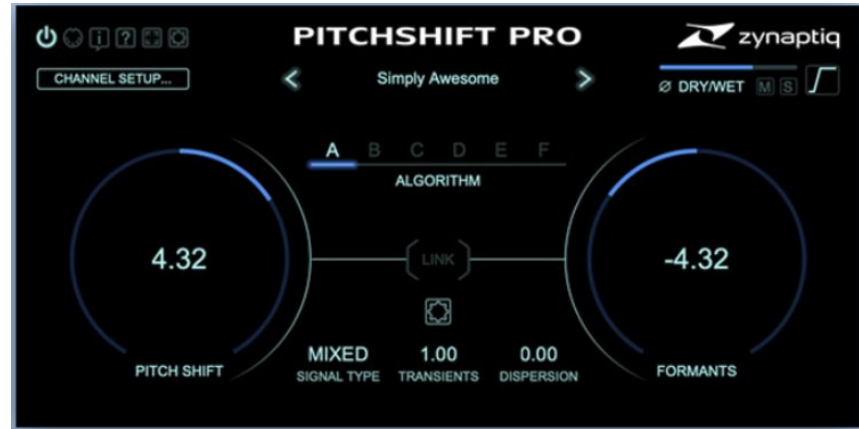 PITCHSHIFT PRO
zynaptiq
CHANNEL SETUP...
Simply Awesome
Ø DRY/WET M S
A B C D E F
ALGORITHM
4.32
LINK
-4.32
PITCH SHIFT
MIXED 1.00 0.00
SIGNAL TYPE TRANSIENTS DISPERSION
FORMANTS